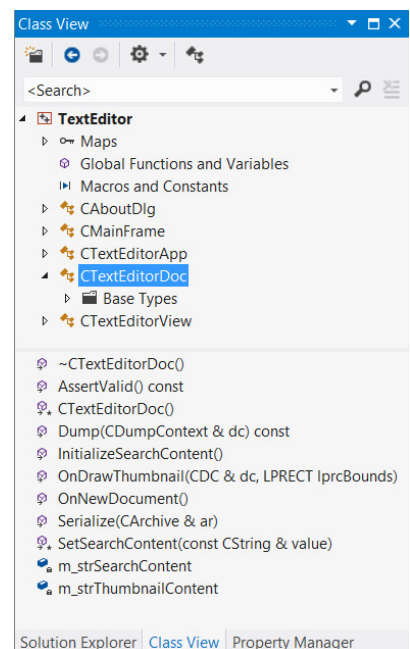 Class View
<Search>
TextEditor
Maps
Global Functions and Variables
Macros and Constants
CAboutDlg
CMainFrame
CTextEditorApp
CTextEditorDoc
Base Types
CTextEditorView
~CTextEditorDoc()
AssertValid() const
CTextEditorDoc()
Dump(CDumpContext & dc) const
InitializeSearchContent()
OnDrawThumbnail(CDC & dc, LPRECT lprcBounds)
OnNewDocument()
Serialize(CArchive & ar)
SetSearchContent(const CString & value)
m_strSearchContent
m_strThumbnailContent
Solution Explorer Class View Property Manager